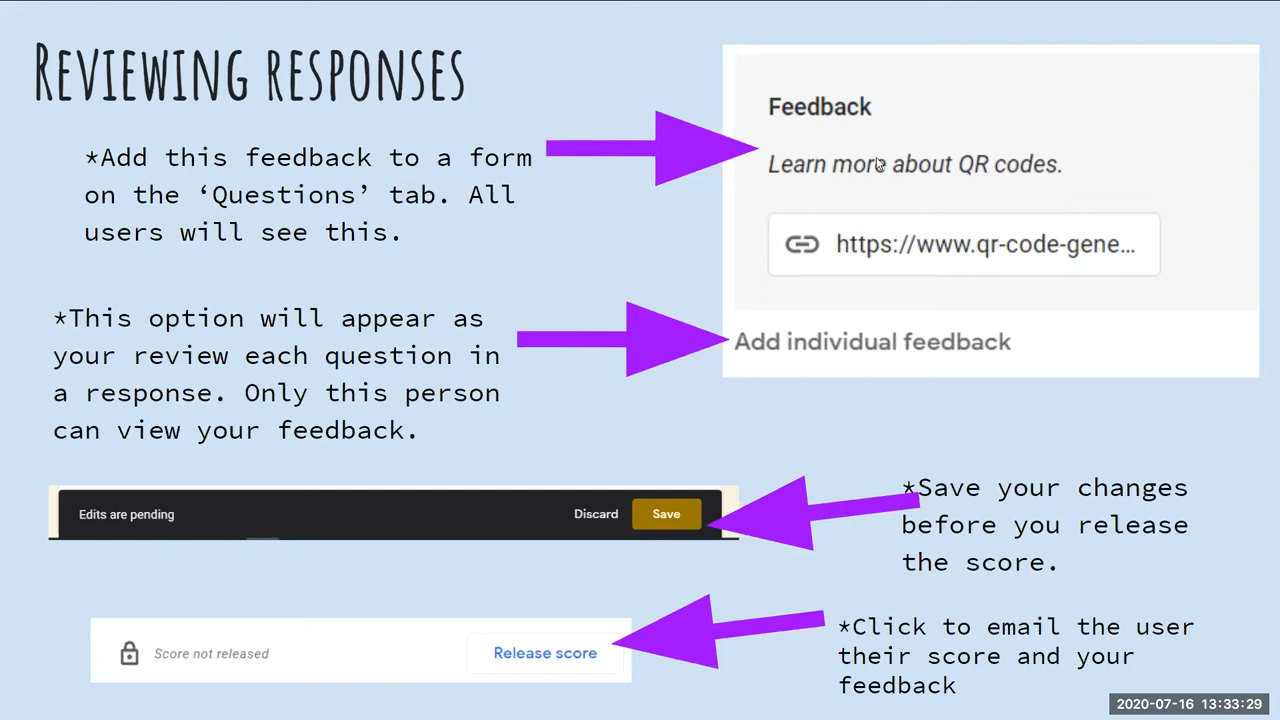 Reviewing responses
*Add this feedback to a form
on the ‘Questions’ tab. All
users will see this.
Feedback
Learn more about QR codes.
https://www.qr-code-gene...
*This option will appear as
your review each question in
a response. Only this person
can view your feedback.
Add individual feedback
Edits are pending
Discard
Save
*Save your changes
before you release
the score.
Score not released
Release score
*Click to email the user
their score and your
feedback
2020-07-16 13:33:29